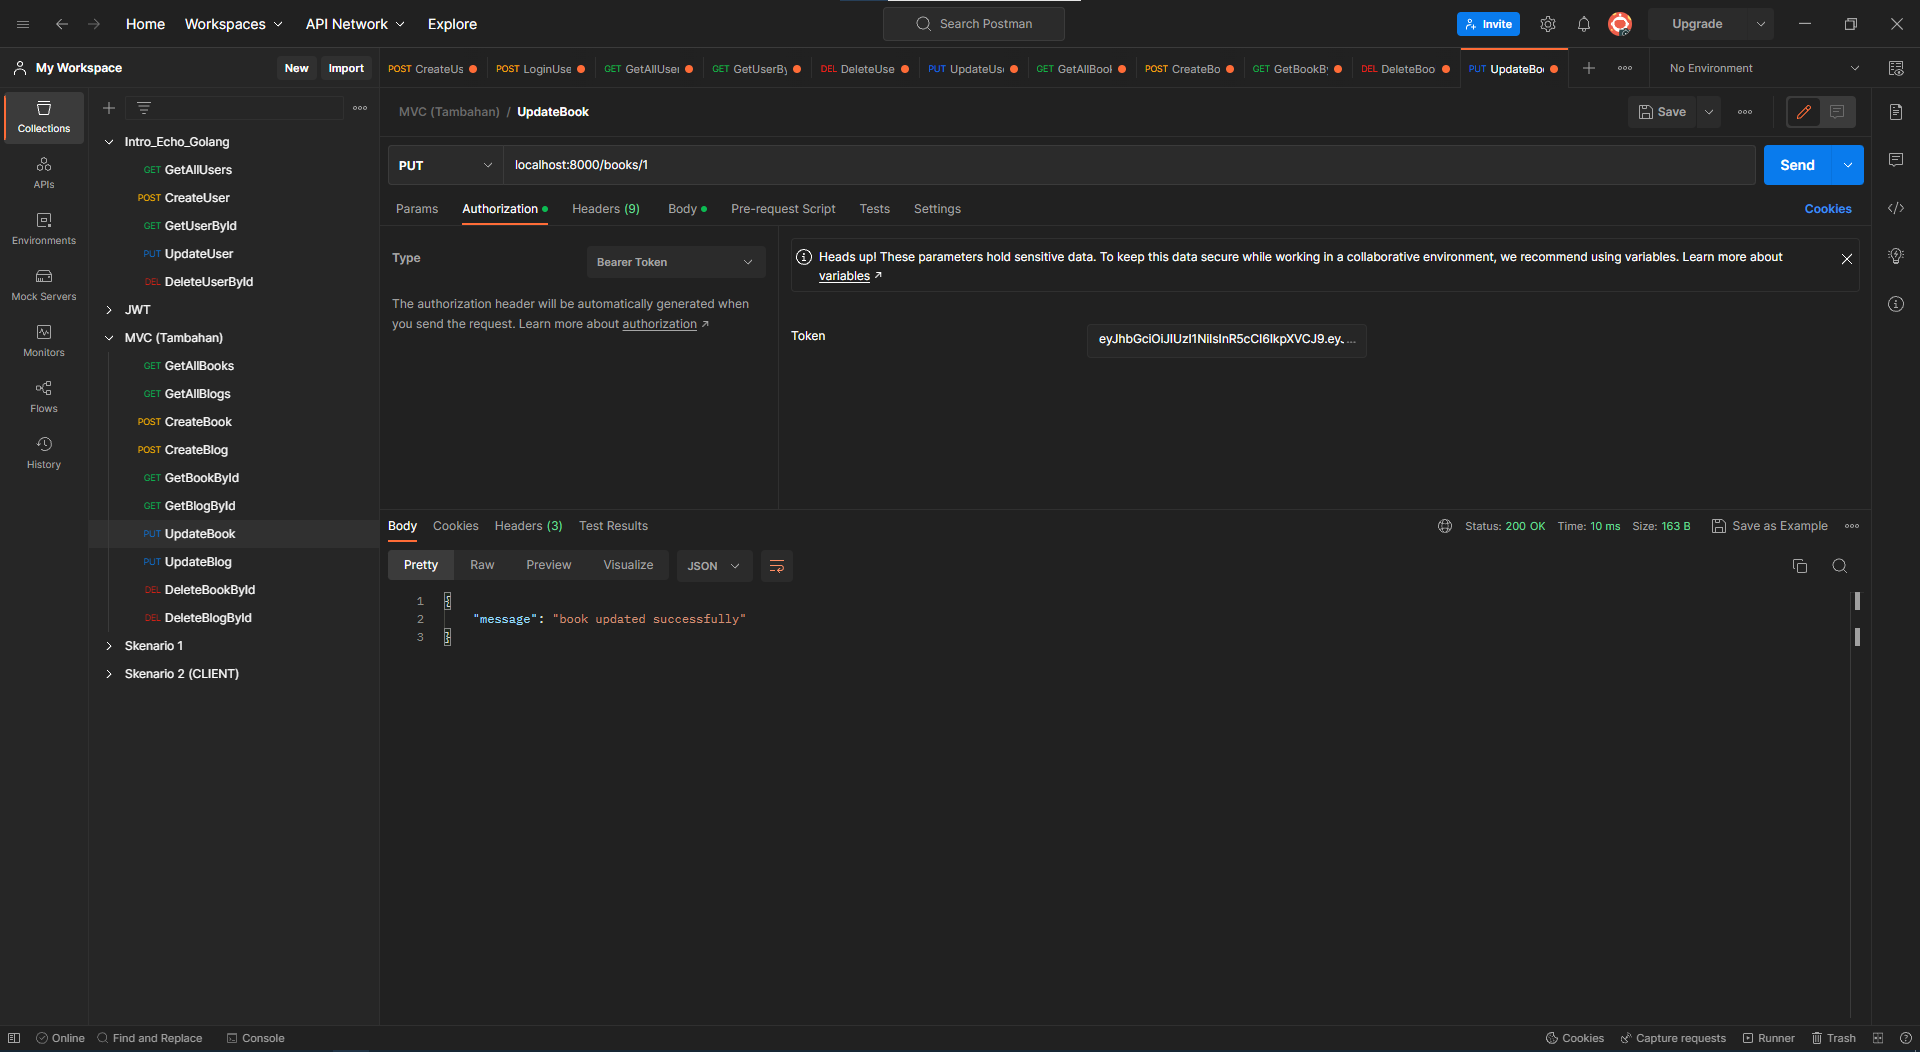 Home Workspaces API Network Explore Search Postman Invite Upgrade
My Workspace New Import
POST CreateUs POST LoginUse GET GetAllUser GET GetUserBy DEL DeleteUse PUT UpdateUs GET GetAllBook POST CreateBo GET GetBookBy DEL DeleteBoo PUT UpdateBo No Environment
Collections
APIs
Environments
Mock Servers
Monitors
Flows
History
Intro_Echo_Golang
GET GetAllUsers
POST CreateUser
GET GetUserById
PUT UpdateUser
DEL DeleteUserById
JWT
MVC (Tambahan)
GET GetAllBooks
GET GetAllBlogs
POST CreateBook
POST CreateBlog
GET GetBookById
GET GetBlogById
PUT UpdateBook
PUT UpdateBlog
DEL DeleteBookById
DEL DeleteBlogById
Skenario 1
Skenario 2 (CLIENT)
MVC (Tambahan) / UpdateBook Save
PUT localhost:8000/books/1 Send
Params Authorization Headers (9) Body Pre-request Script Tests Settings Cookies
Type Bearer Token
The authorization header will be automatically generated when
you send the request. Learn more about authorization ↗
Heads up! These parameters hold sensitive data. To keep this data secure while working in a collaborative environment, we recommend using variables. Learn more about
variables ↗
Token
Body Cookies Headers (3) Test Results Status: 200 OK Time: 10 ms Size: 163 B Save as Example
Pretty Raw Preview Visualize JSON
1 {
2 "message": "book updated successfully"
3 }
Online Find and Replace Console Cookies Capture requests Runner Trash